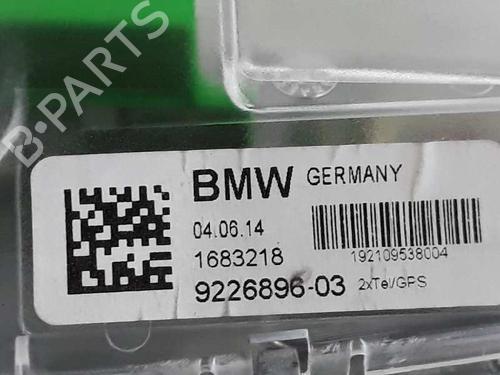 B-PARTS
BMW GERMANY
04.06.14
1683218
192109538004
9226896-03 2xTel/GPS